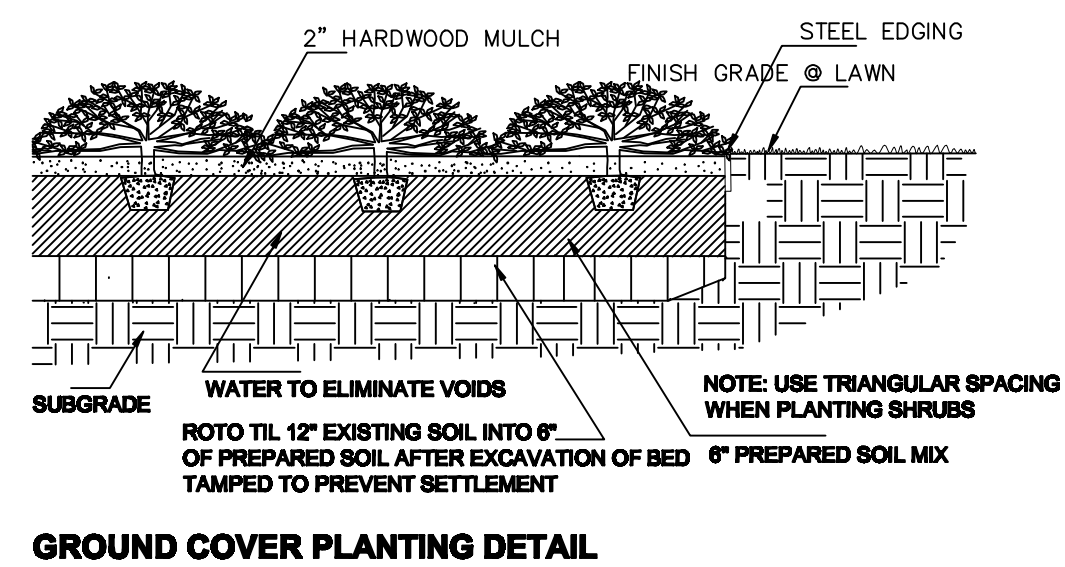 2” HARDWOOD MULCH
STEEL EDGING
FINISH GRADE @ LAWN
SUBGRADE
WATER TO ELIMINATE VOIDS
NOTE: USE TRIANGULAR SPACING
WHEN PLANTING SHRUBS
ROTO TIL 12" EXISTING SOIL INTO 6"
OF PREPARED SOIL AFTER EXCAVATION OF BED
TAMPED TO PREVENT SETTLEMENT
6" PREPARED SOIL MIX
GROUND COVER PLANTING DETAIL